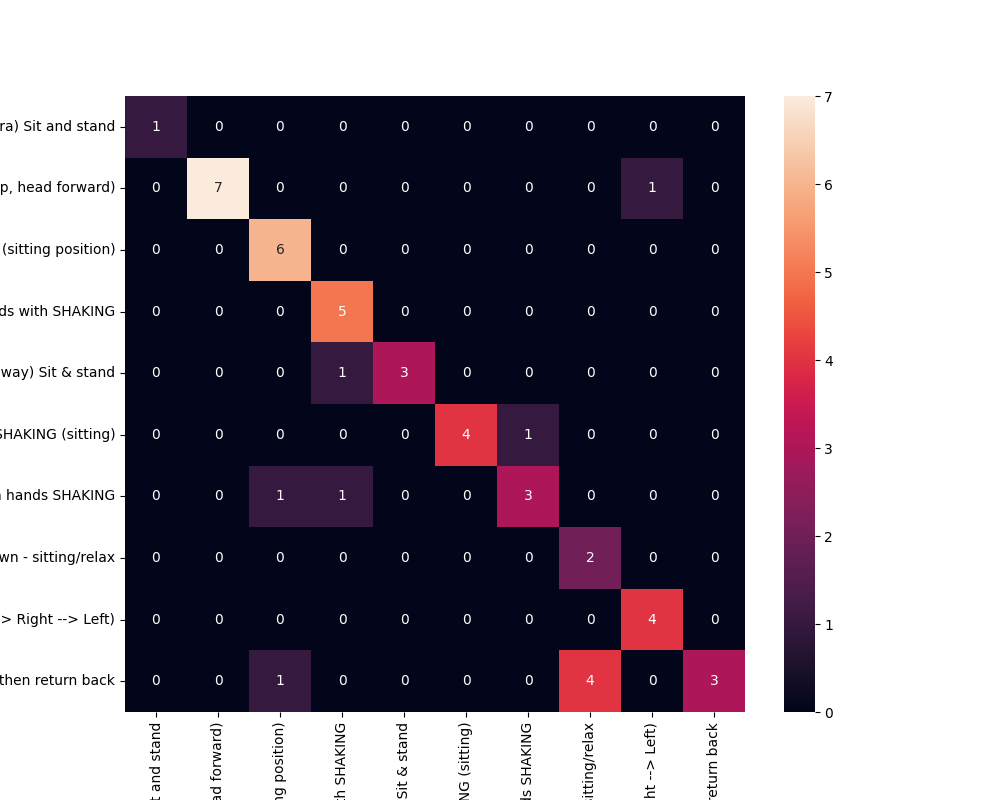 ra) Sit and stand 1 0 0 0 0 0 0 0 0 0
p, head forward) 0 7 0 0 0 0 0 0 1 0
(sitting position) 0 0 6 0 0 0 0 0 0 0
ds with SHAKING 0 0 0 5 0 0 0 0 0 0
way) Sit & stand 0 0 0 1 3 0 0 0 0 0
SHAKING (sitting) 0 0 0 0 0 4 1 0 0 0
hands SHAKING 0 0 1 1 0 0 3 0 0 0
wn - sitting/relax 0 0 0 0 0 0 0 2 0 0
> Right --> Left) 0 0 0 0 0 0 0 0 4 0
then return back 0 0 1 0 0 0 0 4 0 3
t and stand
ad forward)
ng position)
h SHAKING
Sit & stand
NG (sitting)
ds SHAKING
sitting/relax
ht --> Left)
return back
7
6
5
4
3
2
1
0